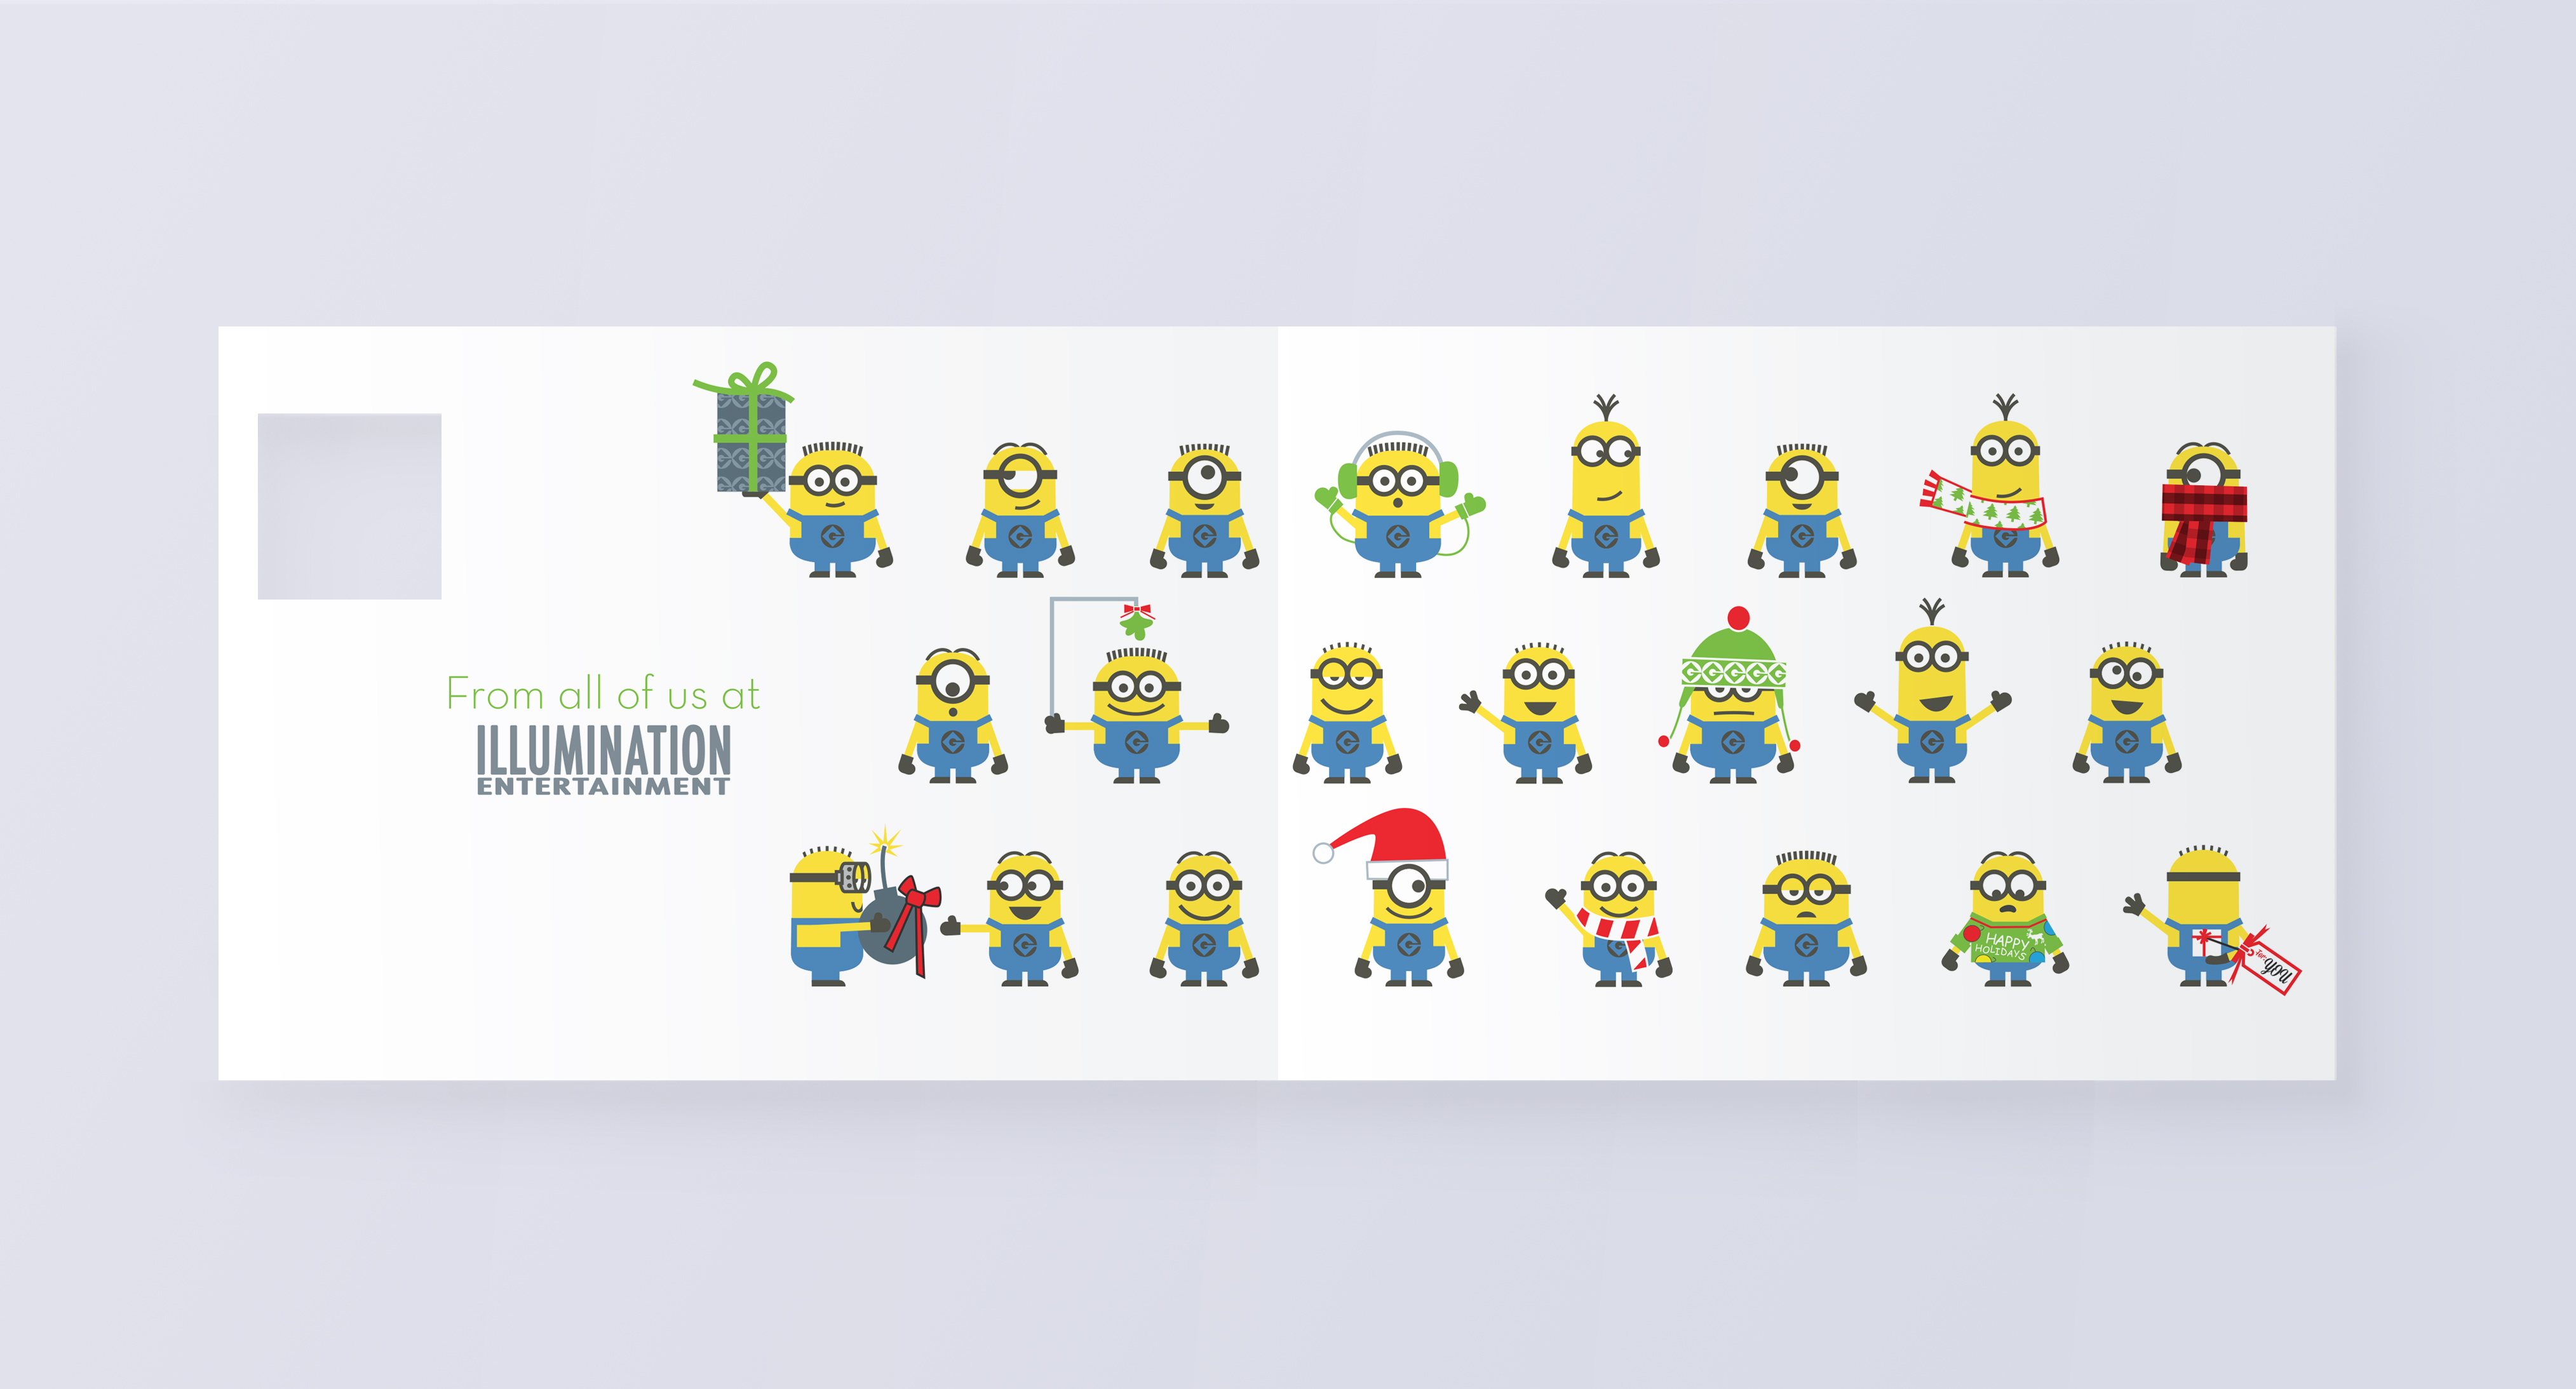 From all of us at
ILLUMINATION
ENTERTAINMENT
HAPPY
HOLIDAYS
for
YOU